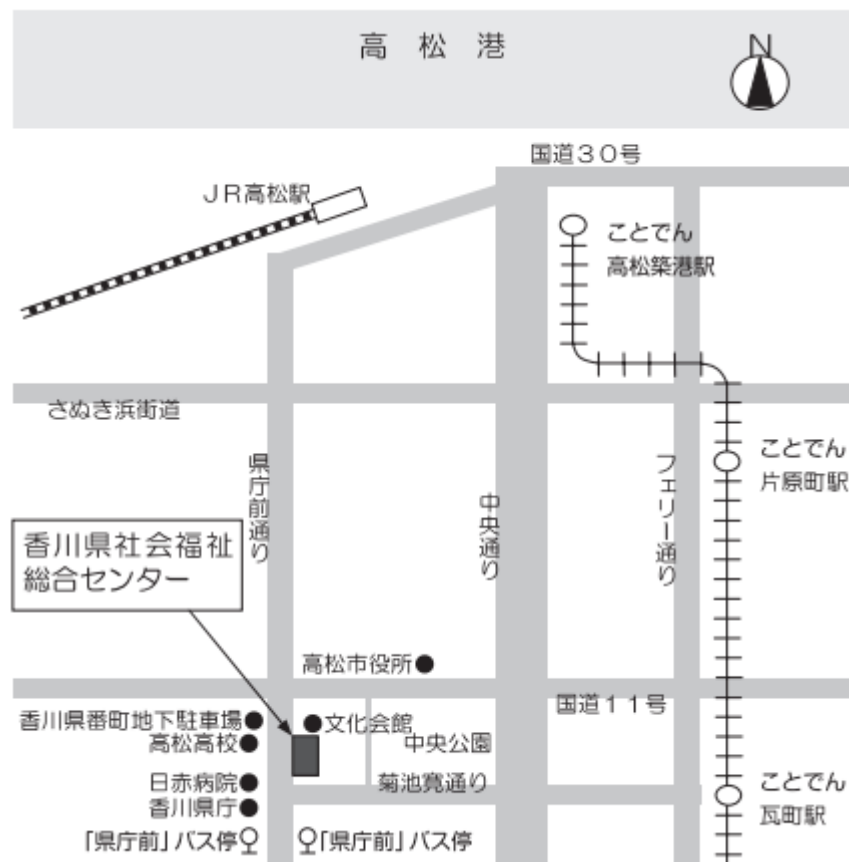 高松港
N
国道30号
JR高松駅
ことでん
高松築港駅
さぬき浜街道
県庁前通り
中央通り
フェリー通り
ことでん
片原町駅
香川県社会福祉
総合センター
高松市役所
国道11号
香川県番町地下駐車場
文化会館
高松高校
中央公園
日赤病院
菊池寛通り
ことでん
瓦町駅
香川県庁
「県庁前」バス停
「県庁前」バス停